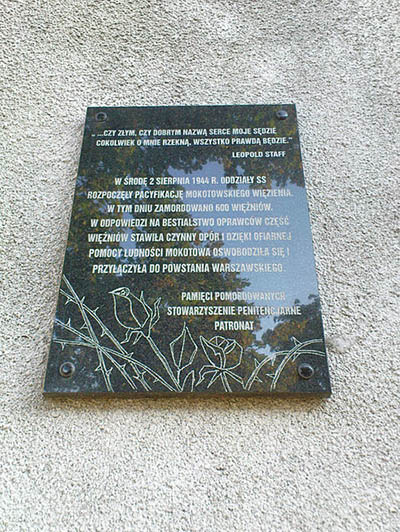 „ ...CZY ZŁYM, CZY DOBRYM NAZWĄ SERCE MOJE SĘDZIE
COKOLWIEK O MNIE RZEKNĄ, WSZYSTKO PRAWDĄ BĘDZIE."
LEOPOLD STAFF
W ŚRODĘ 2 SIERPNIA 1944 R. ODDZIAŁY SS
ROZPOCZĘŁY PACYFIKACJĘ MOKOTOWSKIEGO WIĘZIENIA.
W TYM DNIU ZAMORDOWANO 600 WIĘŹNIÓW.
W ODPOWIEDZI NA BESTIALSTWO OPRAWCÓW CZĘŚĆ
WIĘŹNIÓW STAWIŁA CZYNNY OPÓR I DZIĘKI OFIARNEJ
POMOCY LUDNOŚCI MOKOTOWA OSWOBODZIŁA SIĘ I
PRZYŁĄCZYŁA DO POWSTANIA WARSZAWSKIEGO.
PAMIĘCI POMORDOWANYCH
STOWARZYSZENIE PENITENCJARNE
PATRONAT